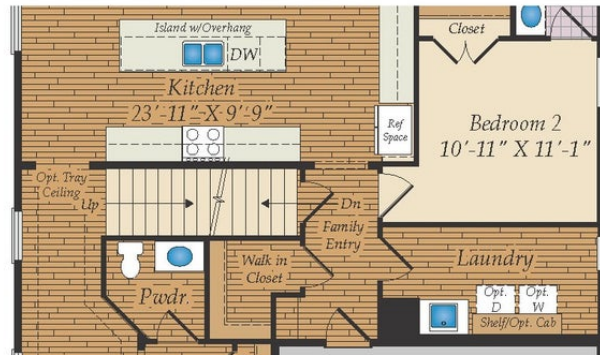 Island w/Overhang
DW
Closet
Kitchen
23'-11" X 9'-9"
Ref
Space
Bedroom 2
10'-11" X 11'-1"
Opt. Tray
Ceiling
Up
Dn
Family
Entry
Walk in
Closet
Laundry
Pwdr.
Opt.
D
Opt.
W
Shelf/Opt. Cab